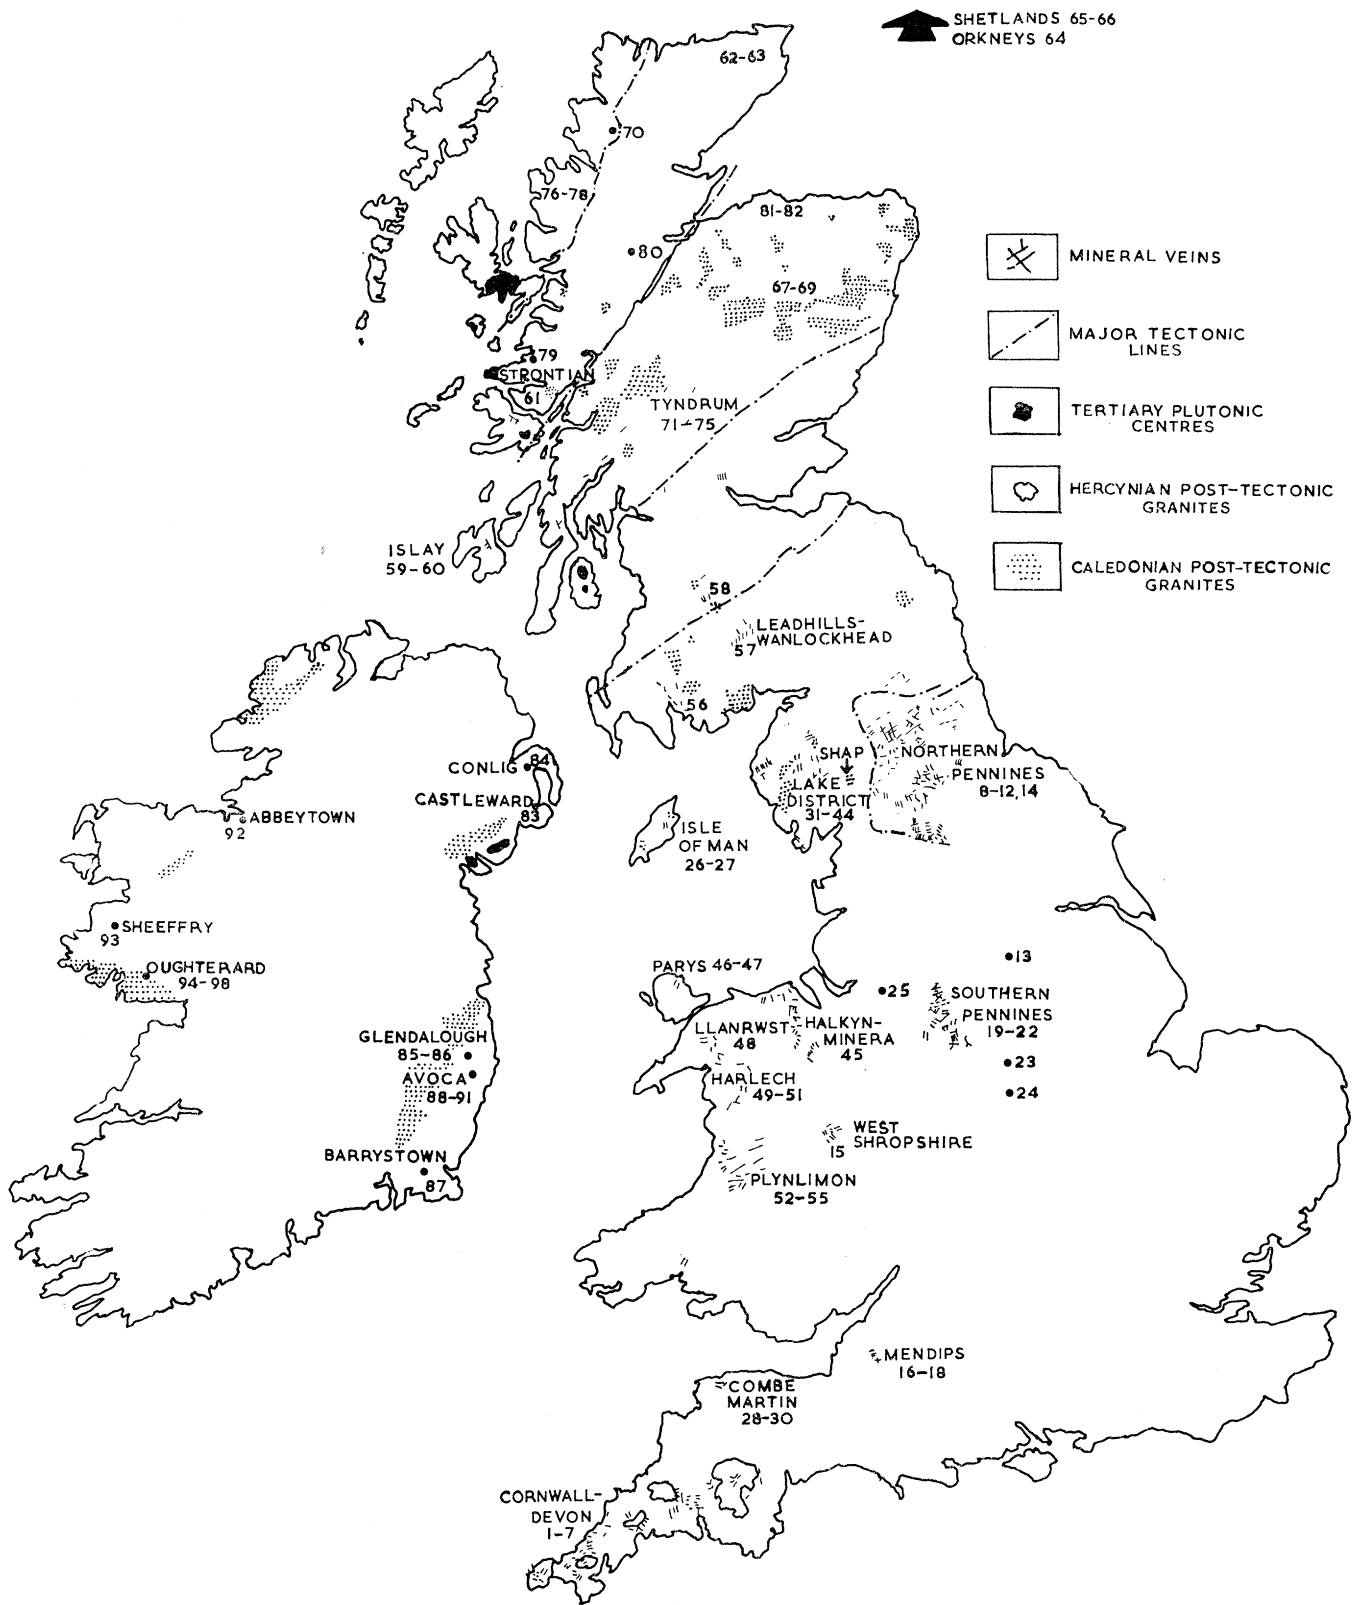 SHETLANDS 65-66
ORKNEYS 64
62-63
70
76-78
81-82
80
67-69
79
STRONTIAN
61
TYNDRUM
71-75
ISLAY
59-60
58
LEADHILLS-
WANLOCKHEAD
57
56
MINERAL VEINS
MAJOR TECTONIC
LINES
TERTIARY PLUTONIC
CENTRES
HERCYNIAN POST-TECTONIC
GRANITES
CALEDONIAN POST-TECTONIC
GRANITES
SHAP
NORTHERN
PENNINES
8-12,14
LAKE
DISTRICT
31-44
CONLIG
84
CASTLEWARD
83
ABBEYTOWN
92
ISLE
OF MAN
26-27
SHEEFFRY
93
OUGHTERARD
94-98
PARYS 46-47
13
25
SOUTHERN
PENNINES
19-22
LLANRWST
48
HALKYN-
MINERA
45
GLENDALOUGH
85-86
AVOCA
88-91
HARLECH
49-51
23
24
WEST
SHROPSHIRE
15
BARRYSTOWN
87
PLYNLIMON
52-55
MENDIPS
16-18
COMBE
MARTIN
28-30
CORNWALL-
DEVON
1-7